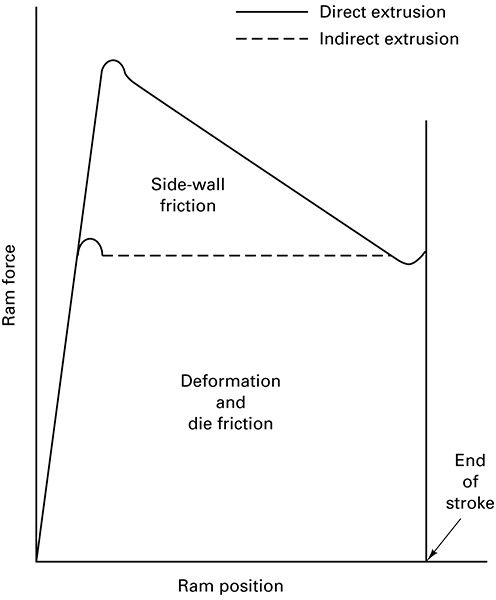 Direct extrusion
Indirect extrusion
Side-wall
friction
Ram force
Deformation
and
die friction
End
of
stroke
Ram position